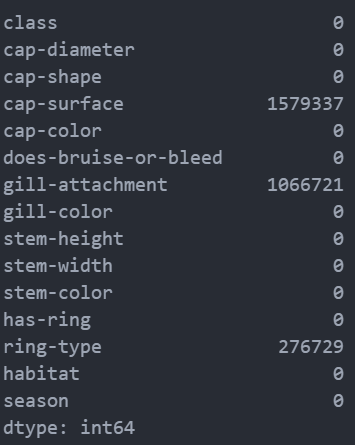 class 0
cap-diameter 0
cap-shape 0
cap-surface 1579337
cap-color 0
does-bruise-or-bleed 0
gill-attachment 1066721
gill-color 0
stem-height 0
stem-width 0
stem-color 0
has-ring 0
ring-type 276729
habitat 0
season 0
dtype: int64